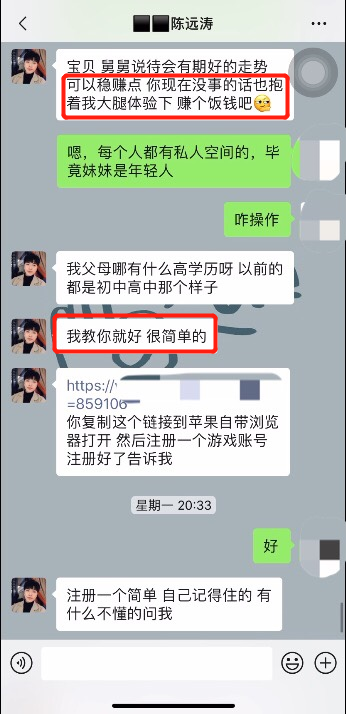 陈远涛
宝贝 舅舅说待会有期好的走势
可以稳赚点 你现在没事的话也抱
着我大腿体验下 赚个饭钱吧
嗯，每个人都有私人空间的，毕
竟妹妹是年轻人
咋操作
我父母哪有什么高学历呀 以前的
都是初中高中那个样子
我教你就好 很简单的
https://
=859106
你复制这个链接到苹果自带浏览
器打开 然后注册一个游戏账号
注册好了告诉我
星期一 20:33
好
注册一个简单 自己记得住的 有
什么不懂的问我